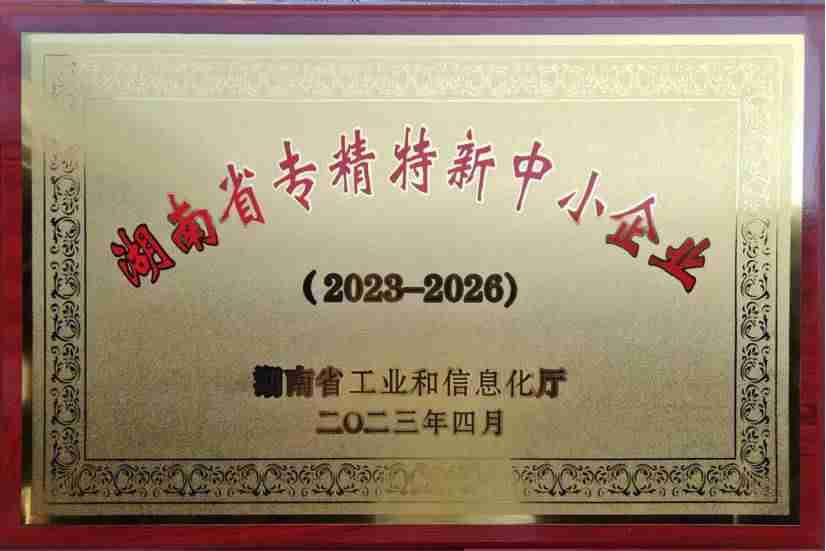 湖南省专精特新中小企业
（2023—2026）
湖南省工业和信息化厅
二〇二三年四月